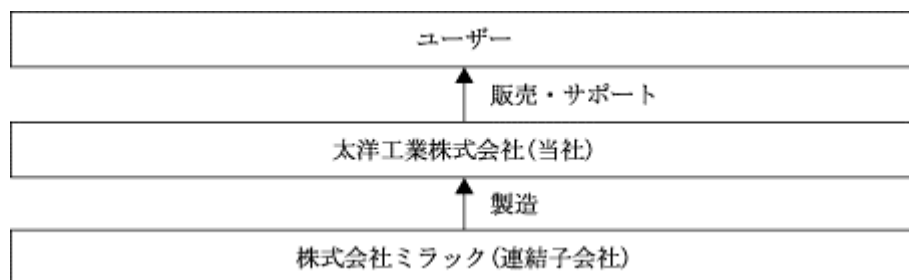 ユーザー
販売・サポート
太洋工業株式会社(当社)
製造
株式会社ミラック(連結子会社)